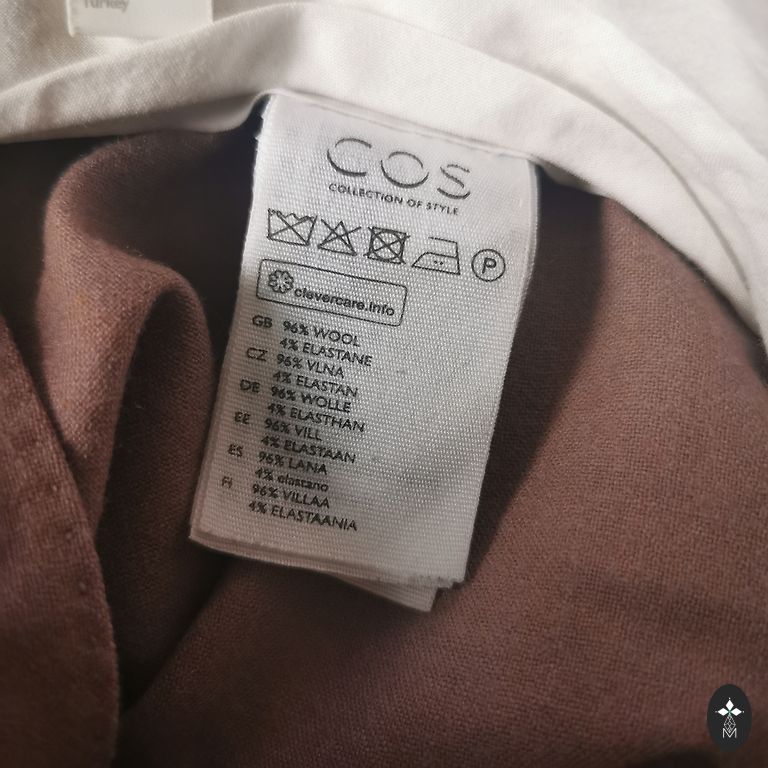 Turkey
COS
COLLECTION OF STYLE
P
clevercare.info
GB 96% WOOL
4% ELASTANE
CZ 96% VLNA
4% ELASTAN
DE 96% WOLLE
4% ELASTHAN
EE 96% VILL
4% ELASTAAN
ES 96% LANA
4% elastano
FI 96% VILLAA
4% ELASTAANIA
M